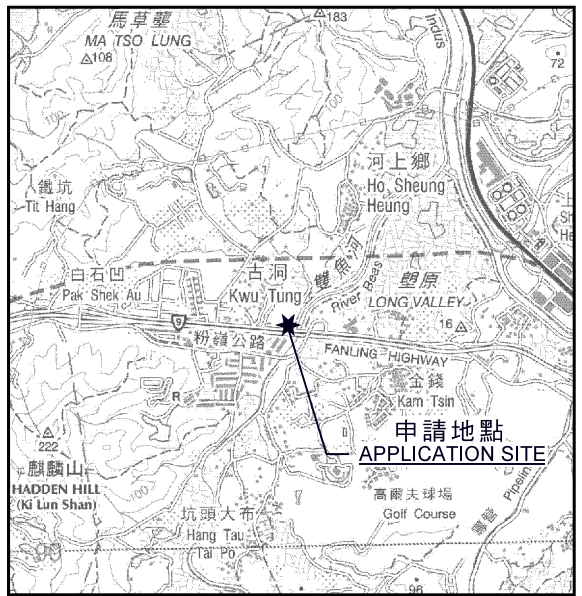 馬草壟
MA TSO LUNG
183
108
Indus
72
100
100
河上鄉
Ho Sheung
Heung
鐵坑
Tit Hang
白石凹
Pak Shek Au
古洞
Kwu Tung
雙魚河
River Beas
塱原
LONG VALLEY
16
9
粉嶺公路
FANLING HIGHWAY
金錢
Kam Tsin
R
申請地點
APPLICATION SITE
222
麒麟山
HADDEN HILL
(Ki Lun Shan)
100
高爾夫球場
Golf Course
坑頭大布
Hang Tau
Tai Po
96